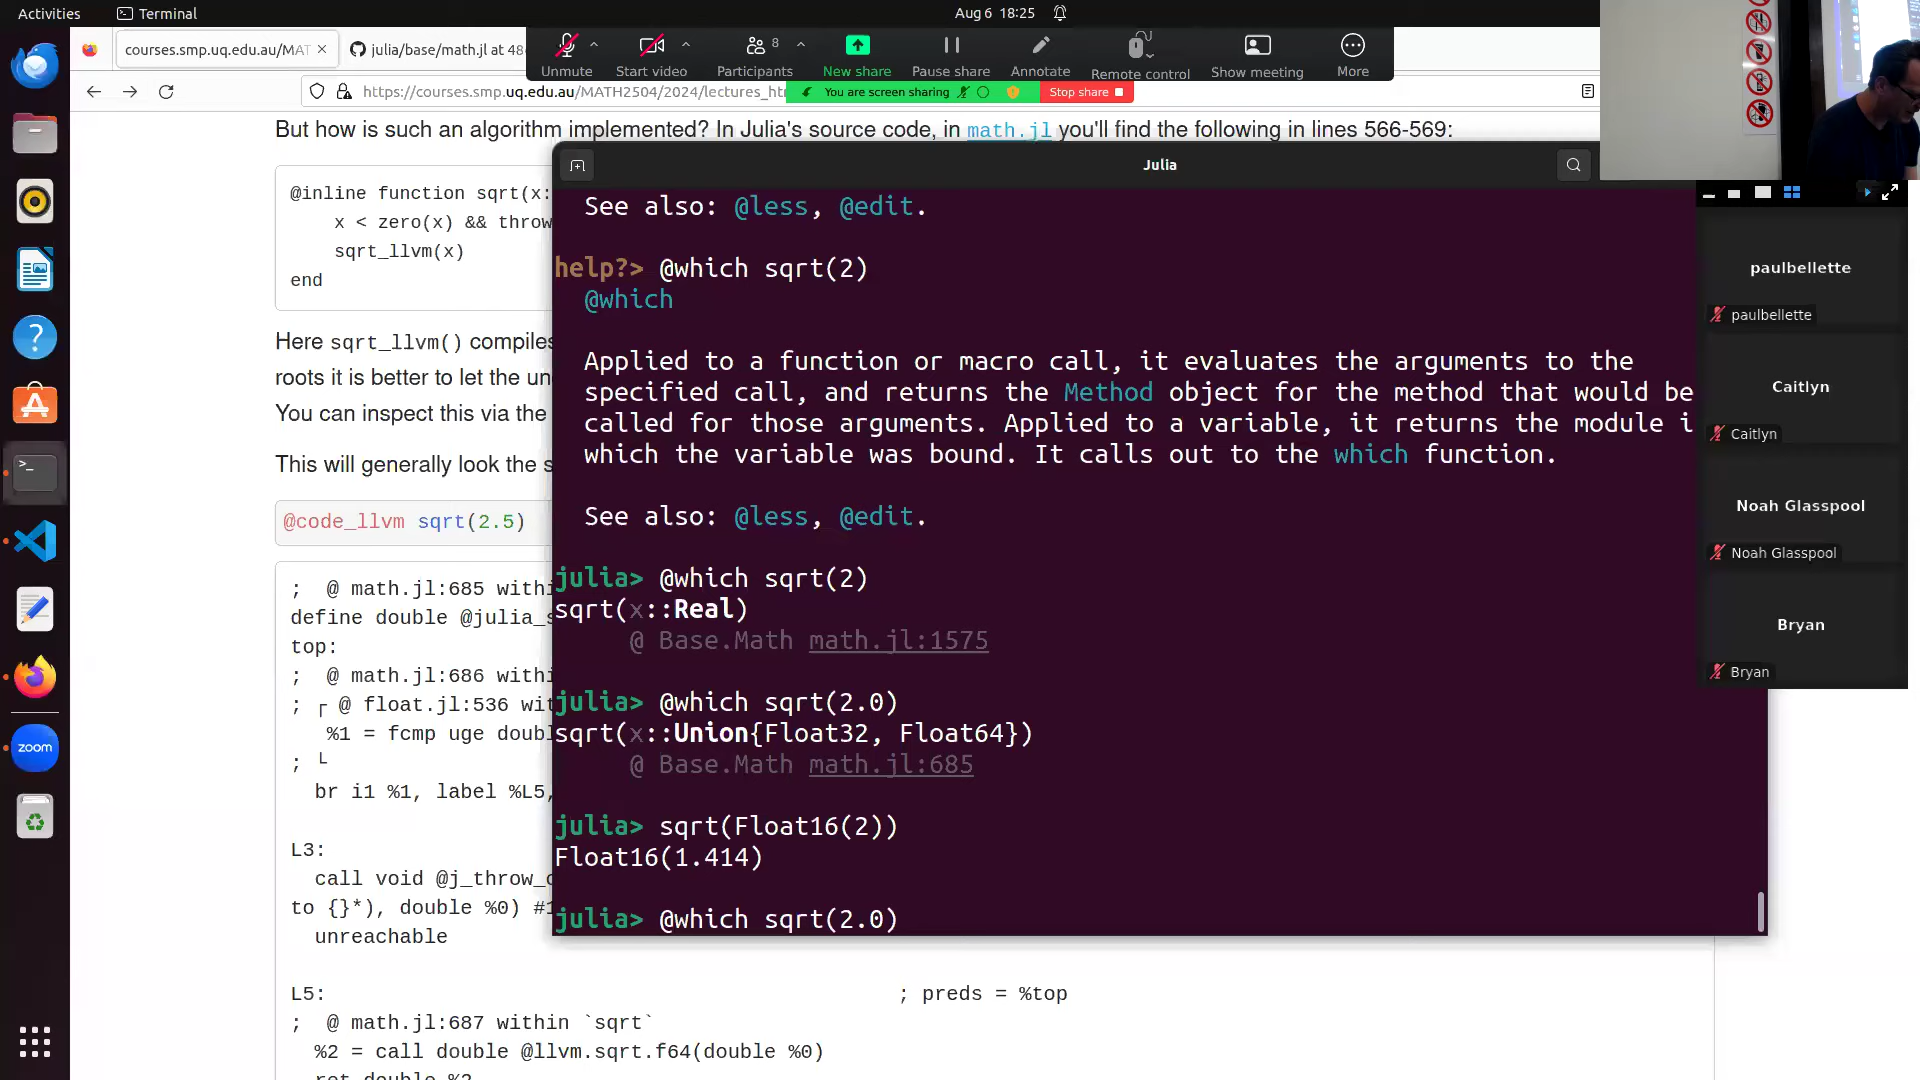 Activities
Terminal
Aug 6 18:25
courses.smp.uq.edu.au/MAT
julia/base/math.jl at 48
Unmute
Start video
Participants
8
New share
Pause share
Annotate
Remote control
Show meeting
More
https://courses.smp.uq.edu.au/MATH2504/2024/lectures_ht
You are screen sharing
Stop share
But how is such an algorithm implemented? In Julia's source code, in math.jl you'll find the following in lines 566-569:
@inline function sqrt(x:
x < zero(x) && throw
sqrt_llvm(x)
end
Here sqrt_llvm() compiles
roots it is better to let the un
You can inspect this via the
This will generally look the s
@code_llvm sqrt(2.5)
; @ math.jl:685 withi
define double @julia_s
top:
; @ math.jl:686 withi
; ┌ @ float.jl:536 wit
%1 = fcmp uge doubl
; └
br i1 %1, label %L5,
L3:
call void @j_throw_c
to {}*), double %0) #1
unreachable
L5: ; preds = %top
; @ math.jl:687 within `sqrt`
%2 = call double @llvm.sqrt.f64(double %0)
ret double %2
Julia
See also: @less, @edit.
help?> @which sqrt(2)
@which
Applied to a function or macro call, it evaluates the arguments to the
specified call, and returns the Method object for the method that would be
called for those arguments. Applied to a variable, it returns the module i
which the variable was bound. It calls out to the which function.
See also: @less, @edit.
julia> @which sqrt(2)
sqrt(x::Real)
@ Base.Math math.jl:1575
julia> @which sqrt(2.0)
sqrt(x::Union{Float32, Float64})
@ Base.Math math.jl:685
julia> sqrt(Float16(2))
Float16(1.414)
julia> @which sqrt(2.0)
paulbellette
paulbellette
Caitlyn
Caitlyn
Noah Glasspool
Noah Glasspool
Bryan
Bryan
zoom